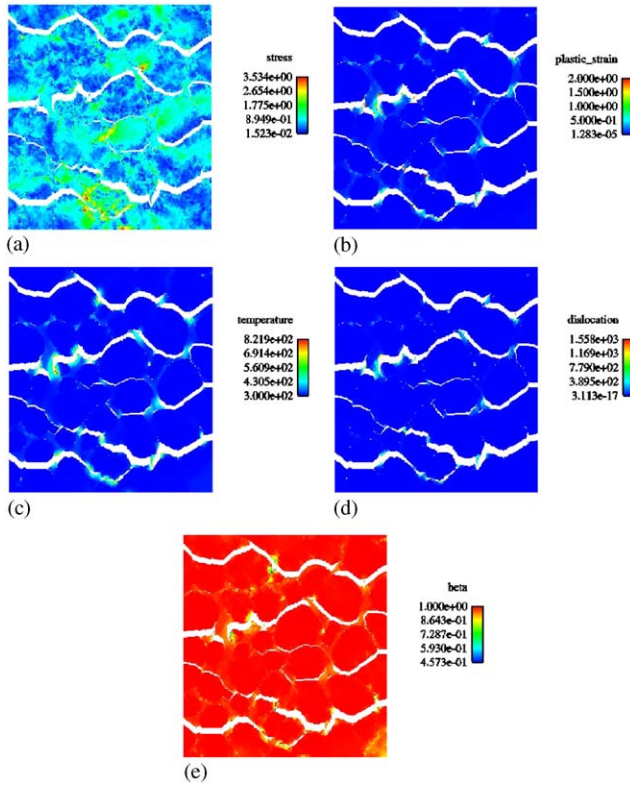 stress
3.534e+00
2.654e+00
1.775e+00
8.949e-01
1.523e-02
(a)
plastic_strain
2.000e+00
1.500e+00
1.000e+00
5.000e-01
1.283e-05
(b)
temperature
8.219e+02
6.914e+02
5.609e+02
4.305e+02
3.000e+02
(c)
dislocation
1.558e+03
1.169e+03
7.790e+02
3.895e+02
3.113e-17
(d)
beta
1.000e+00
8.643e-01
7.287e-01
5.930e-01
4.573e-01
(e)